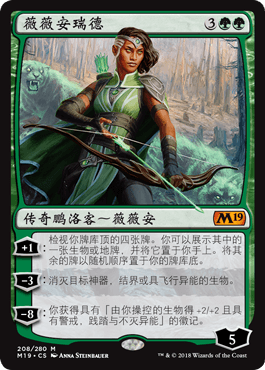 薇薇安瑞德 3
传奇鹏洛客～薇薇安 M19
+1: 检视你牌库顶的四张牌。你可以展示其中的
一张生物或地牌，并将它置于你手上。将其
余的牌以随机顺序置于你的牌库底。
-3: 消灭目标神器，结界或具飞行异能的生物。
-8: 你获得具有「由你操控的生物得 +2/+2 且具
有警戒，践踏与不灭异能」的徽记。
5
208/280 M
M19 • CS Anna Steinbauer
™ & © 2018 Wizards of the Coast